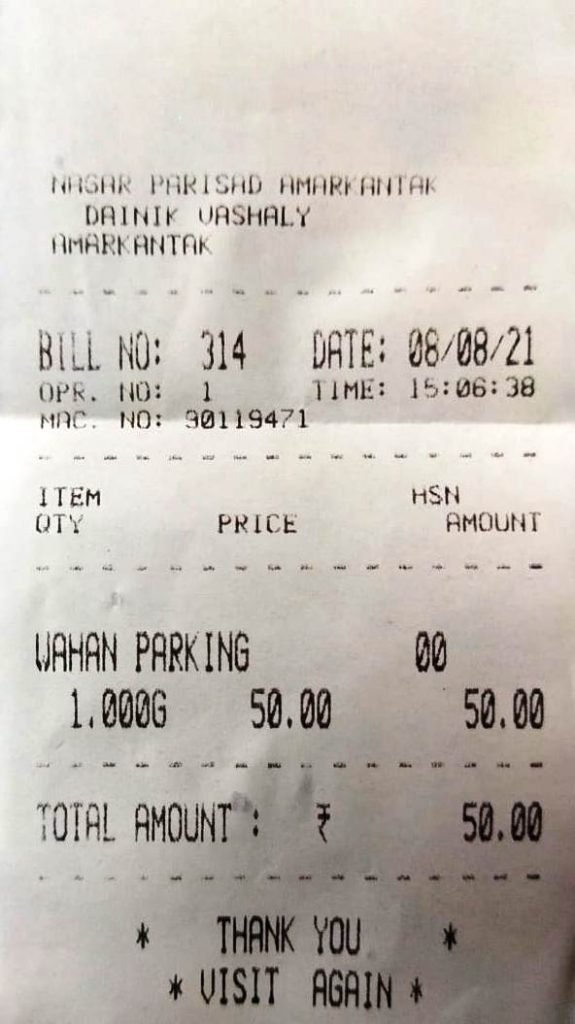 NAGAR PARISAD AMARKANTAK
DAINIK VASHALY
AMARKANTAK
BILL NO: 314 DATE: 08/08/21
OPR. NO: 1 TIME: 15:06:38
MAC. NO: 90119471
ITEM HSN
QTY PRICE AMOUNT
WAHAN PARKING 00
1.000G 50.00 50.00
TOTAL AMOUNT : ₹ 50.00
* THANK YOU *
* VISIT AGAIN *